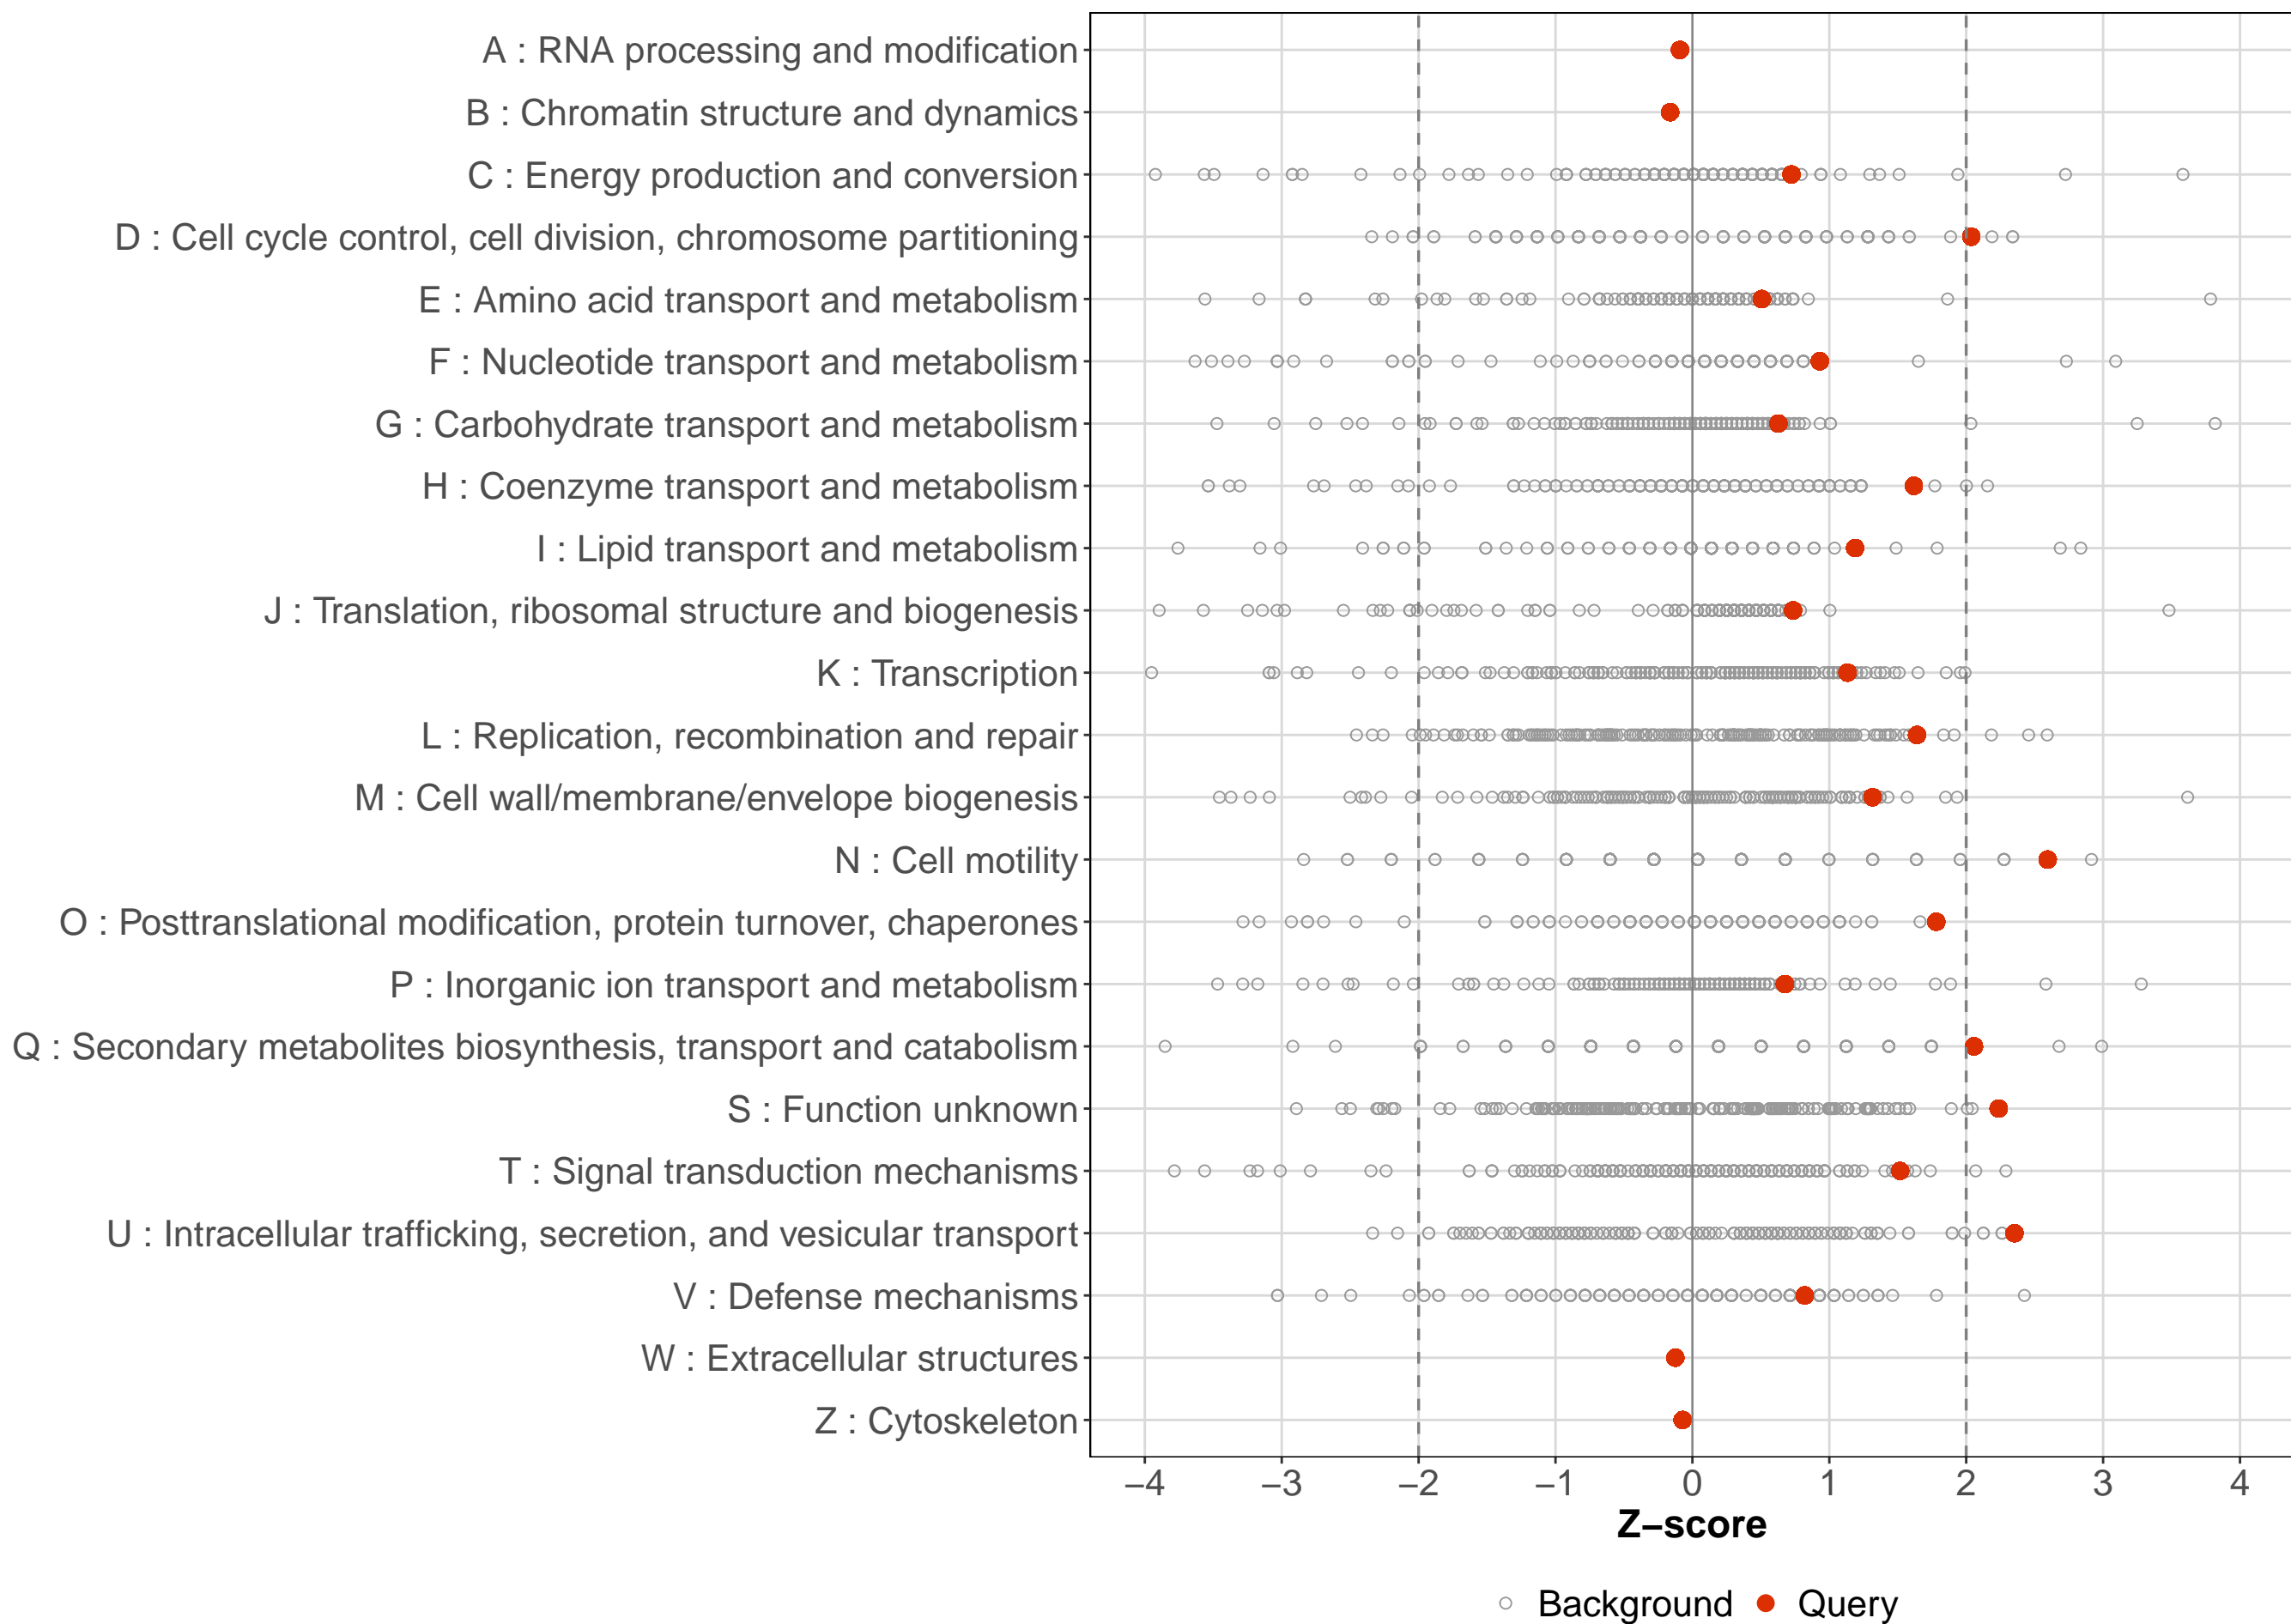 A : RNA processing and modification
B : Chromatin structure and dynamics
C : Energy production and conversion
D : Cell cycle control, cell division, chromosome partitioning
E : Amino acid transport and metabolism
F : Nucleotide transport and metabolism
G : Carbohydrate transport and metabolism
H : Coenzyme transport and metabolism
I : Lipid transport and metabolism
J : Translation, ribosomal structure and biogenesis
K : Transcription
L : Replication, recombination and repair
M : Cell wall/membrane/envelope biogenesis
N : Cell motility
O : Posttranslational modification, protein turnover, chaperones
P : Inorganic ion transport and metabolism
Q : Secondary metabolites biosynthesis, transport and catabolism
S : Function unknown
T : Signal transduction mechanisms
U : Intracellular trafficking, secretion, and vesicular transport
V : Defense mechanisms
W : Extracellular structures
Z : Cytoskeleton
−4 −3 −2 −1 0 1 2 3 4
Z−score
Background Query